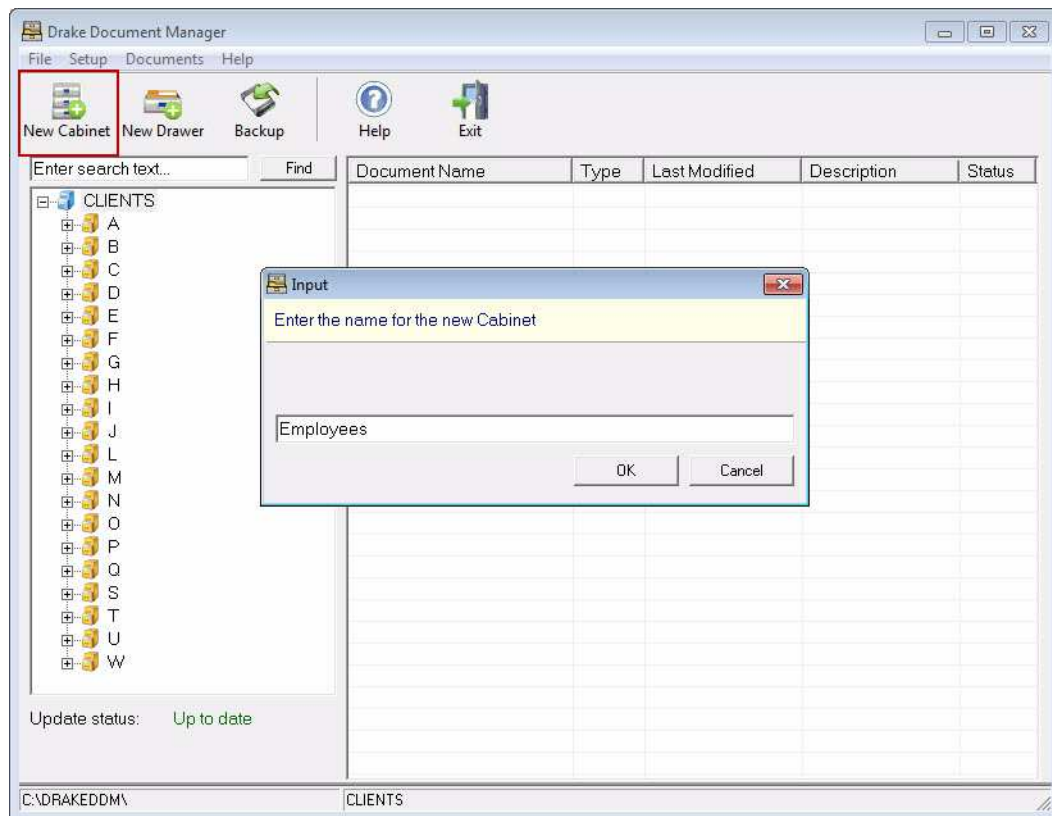 Drake Document Manager
File Setup Documents Help
New Cabinet New Drawer Backup Help Exit
Enter search text... Find
Document Name Type Last Modified Description Status
CLIENTS
A
B
C
D
E
F
G
H
I
J
L
M
N
O
P
Q
S
T
U
W
Input
Enter the name for the new Cabinet
Employees
OK Cancel
Update status: Up to date
C:\DRAKEDDM\ CLIENTS